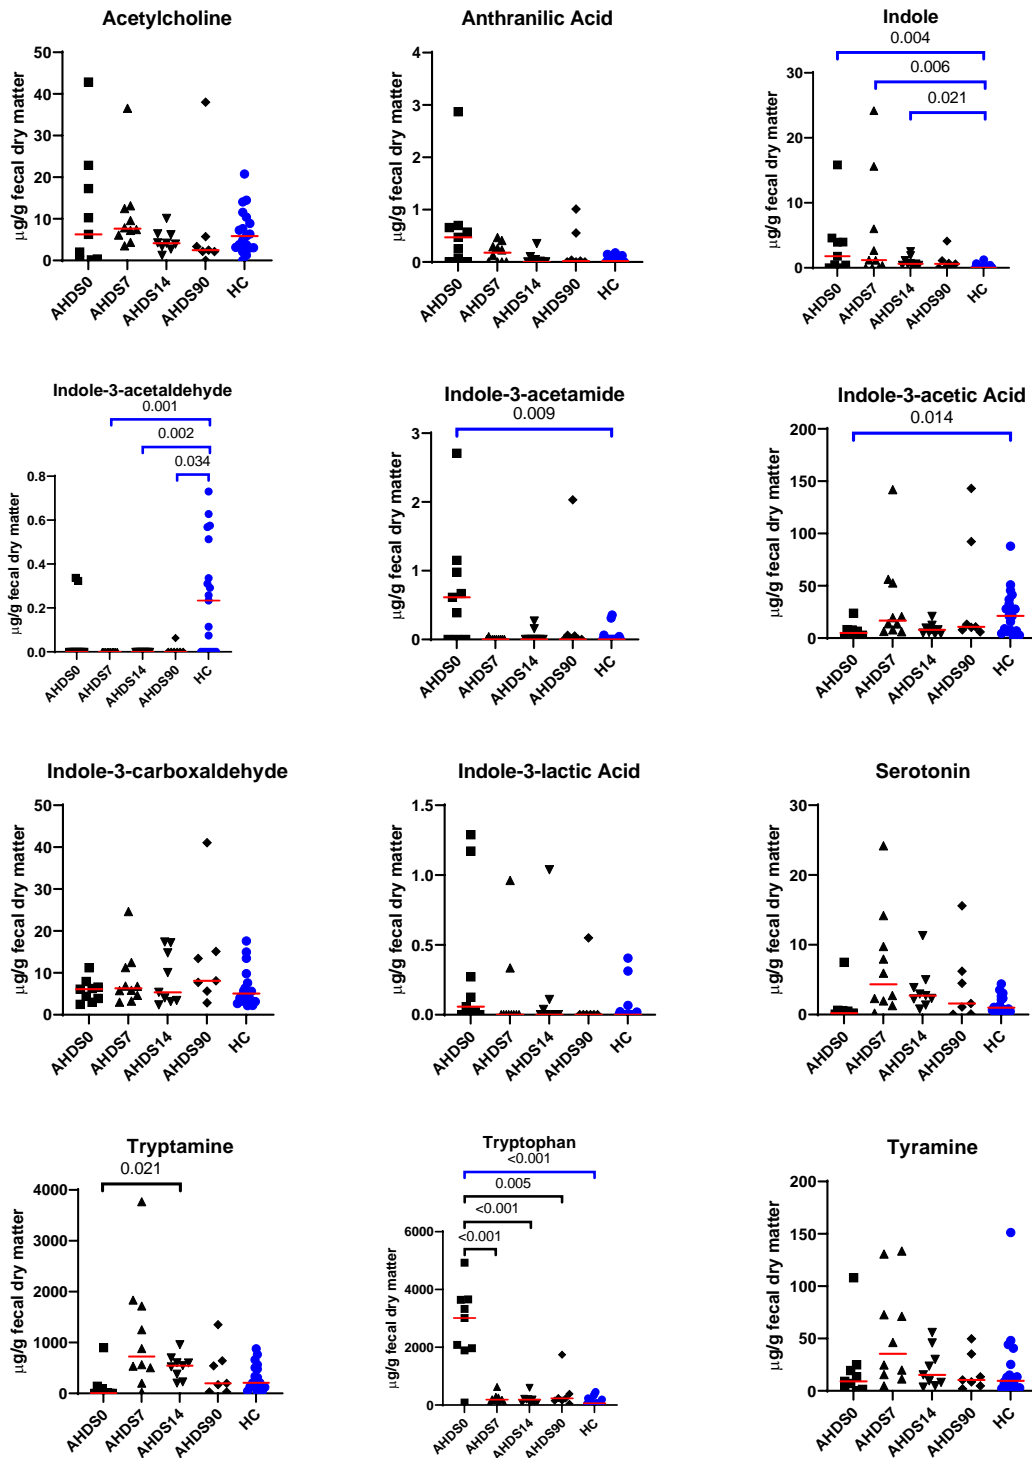 Acetylcholine
μg/g fecal dry matter
50
40
30
20
10
0
AHDS0
AHDS7
AHDS14
AHDS90
HC
Anthranilic Acid
μg/g fecal dry matter
4
3
2
1
0
AHDS0
AHDS7
AHDS14
AHDS90
HC
Indole
0.004
0.006
0.021
μg/g fecal dry matter
30
20
10
0
AHDS0
AHDS7
AHDS14
AHDS90
HC
Indole-3-acetaldehyde
0.001
0.002
0.034
μg/g fecal dry matter
0.8
0.6
0.4
0.2
0.0
AHDS0
AHDS7
AHDS14
AHDS90
HC
Indole-3-acetamide
0.009
μg/g fecal dry matter
3
2
1
0
AHDS0
AHDS7
AHDS14
AHDS90
HC
Indole-3-acetic Acid
0.014
μg/g fecal dry matter
200
150
100
50
0
AHDS0
AHDS7
AHDS14
AHDS90
HC
Indole-3-carboxaldehyde
μg/g fecal dry matter
50
40
30
20
10
0
AHDS0
AHDS7
AHDS14
AHDS90
HC
Indole-3-lactic Acid
μg/g fecal dry matter
1.5
1.0
0.5
0.0
AHDS0
AHDS7
AHDS14
AHDS90
HC
Serotonin
μg/g fecal dry matter
30
20
10
0
AHDS0
AHDS7
AHDS14
AHDS90
HC
Tryptamine
0.021
μg/g fecal dry matter
4000
3000
2000
1000
0
AHDS0
AHDS7
AHDS14
AHDS90
HC
Tryptophan
<0.001
0.005
<0.001
<0.001
μg/g fecal dry matter
6000
4000
2000
0
AHDS0
AHDS7
AHDS14
AHDS90
HC
Tyramine
μg/g fecal dry matter
200
150
100
50
0
AHDS0
AHDS7
AHDS14
AHDS90
HC